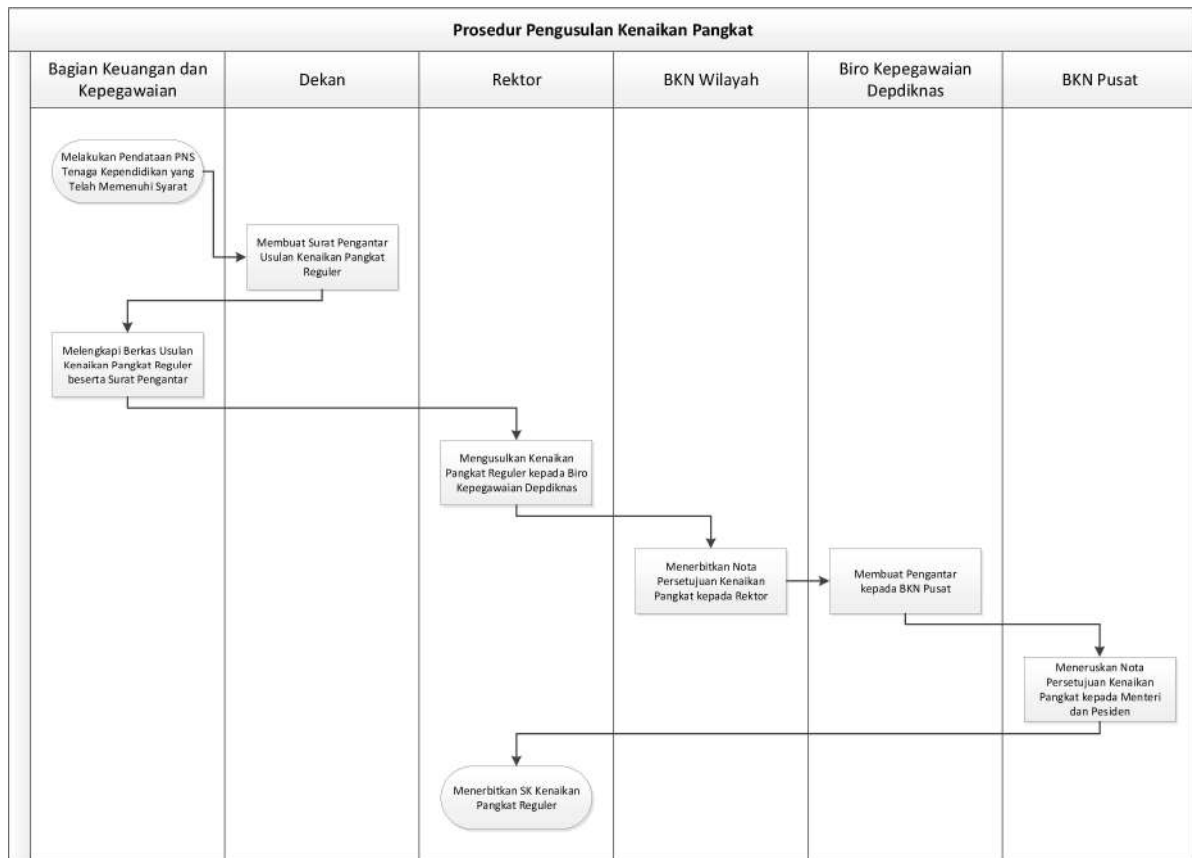 Prosedur Pengusulan Kenaikan Pangkat
Bagian Keuangan dan
Kepegawaian
Dekan
Rektor
BKN Wilayah
Biro Kepegawaian
Depdiknas
BKN Pusat
Melakukan Pendataan PNS
Tenaga Kependidikan yang
Telah Memenuhi Syarat
Membuat Surat Pengantar
Usulan Kenaikan Pangkat
Reguler
Melengkapi Berkas Usulan
Kenaikan Pangkat Reguler
beserta Surat Pengantar
Mengusulkan Kenaikan
Pangkat Reguler kepada Biro
Kepegawaian Depdiknas
Menerbitkan Nota
Persetujuan Kenaikan
Pangkat kepada Rektor
Membuat Pengantar
kepada BKN Pusat
Meneruskan Nota
Persetujuan Kenaikan
Pangkat kepada Menteri
dan Pesiden
Menerbitkan SK Kenaikan
Pangkat Reguler